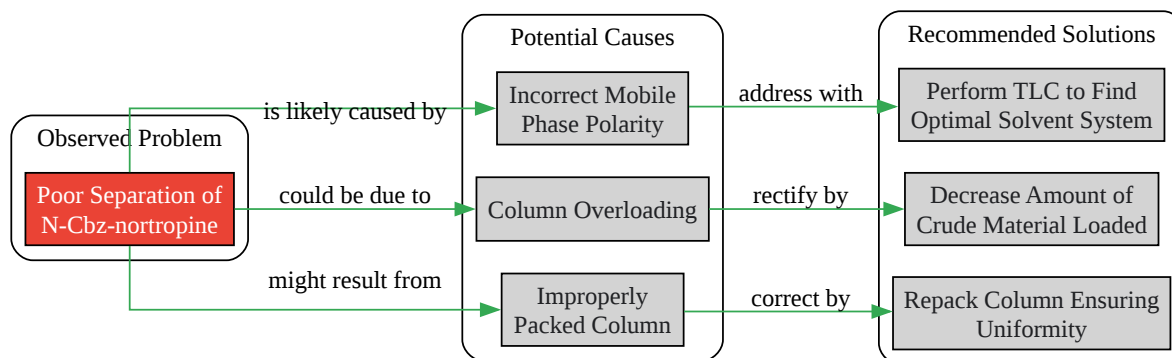 Observed Problem
Poor Separation of
N-Cbz-nortropine
is likely caused by
could be due to
might result from
Potential Causes
Incorrect Mobile
Phase Polarity
Column Overloading
Improperly
Packed Column
address with
rectify by
correct by
Recommended Solutions
Perform TLC to Find
Optimal Solvent System
Decrease Amount of
Crude Material Loaded
Repack Column Ensuring
Uniformity